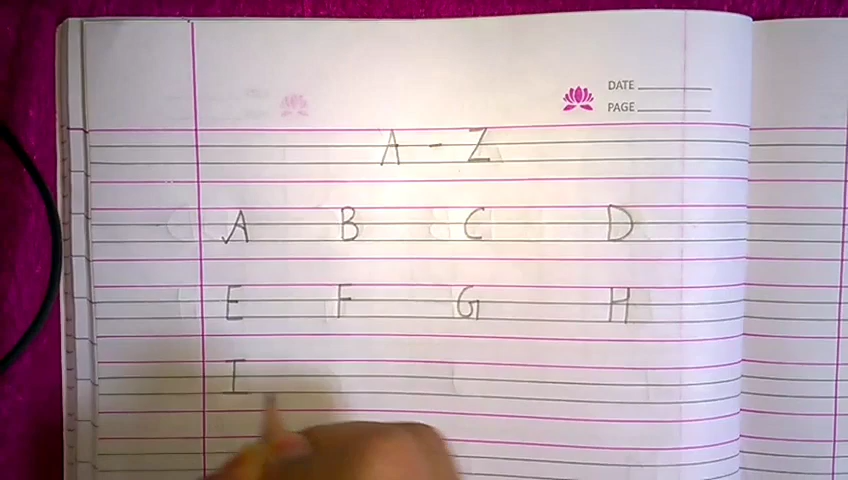 DATE
PAGE
A - Z
A B C D
E F G H
I